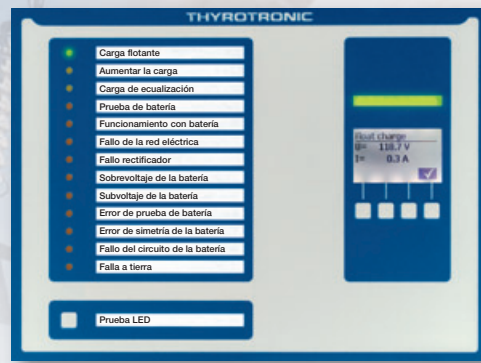 THYROTRONIC
Carga flotante
Aumentar la carga
Carga de ecualización
Prueba de batería
Funcionamiento con batería
Fallo de la red eléctrica
Fallo rectificador
Sobrevoltaje de la batería
Subvoltaje de la batería
Error de prueba de batería
Error de simetría de la batería
Fallo del circuito de la batería
Falla a tierra
Prueba LED
Float charge
U= 118.7 V
I= 0.3 A